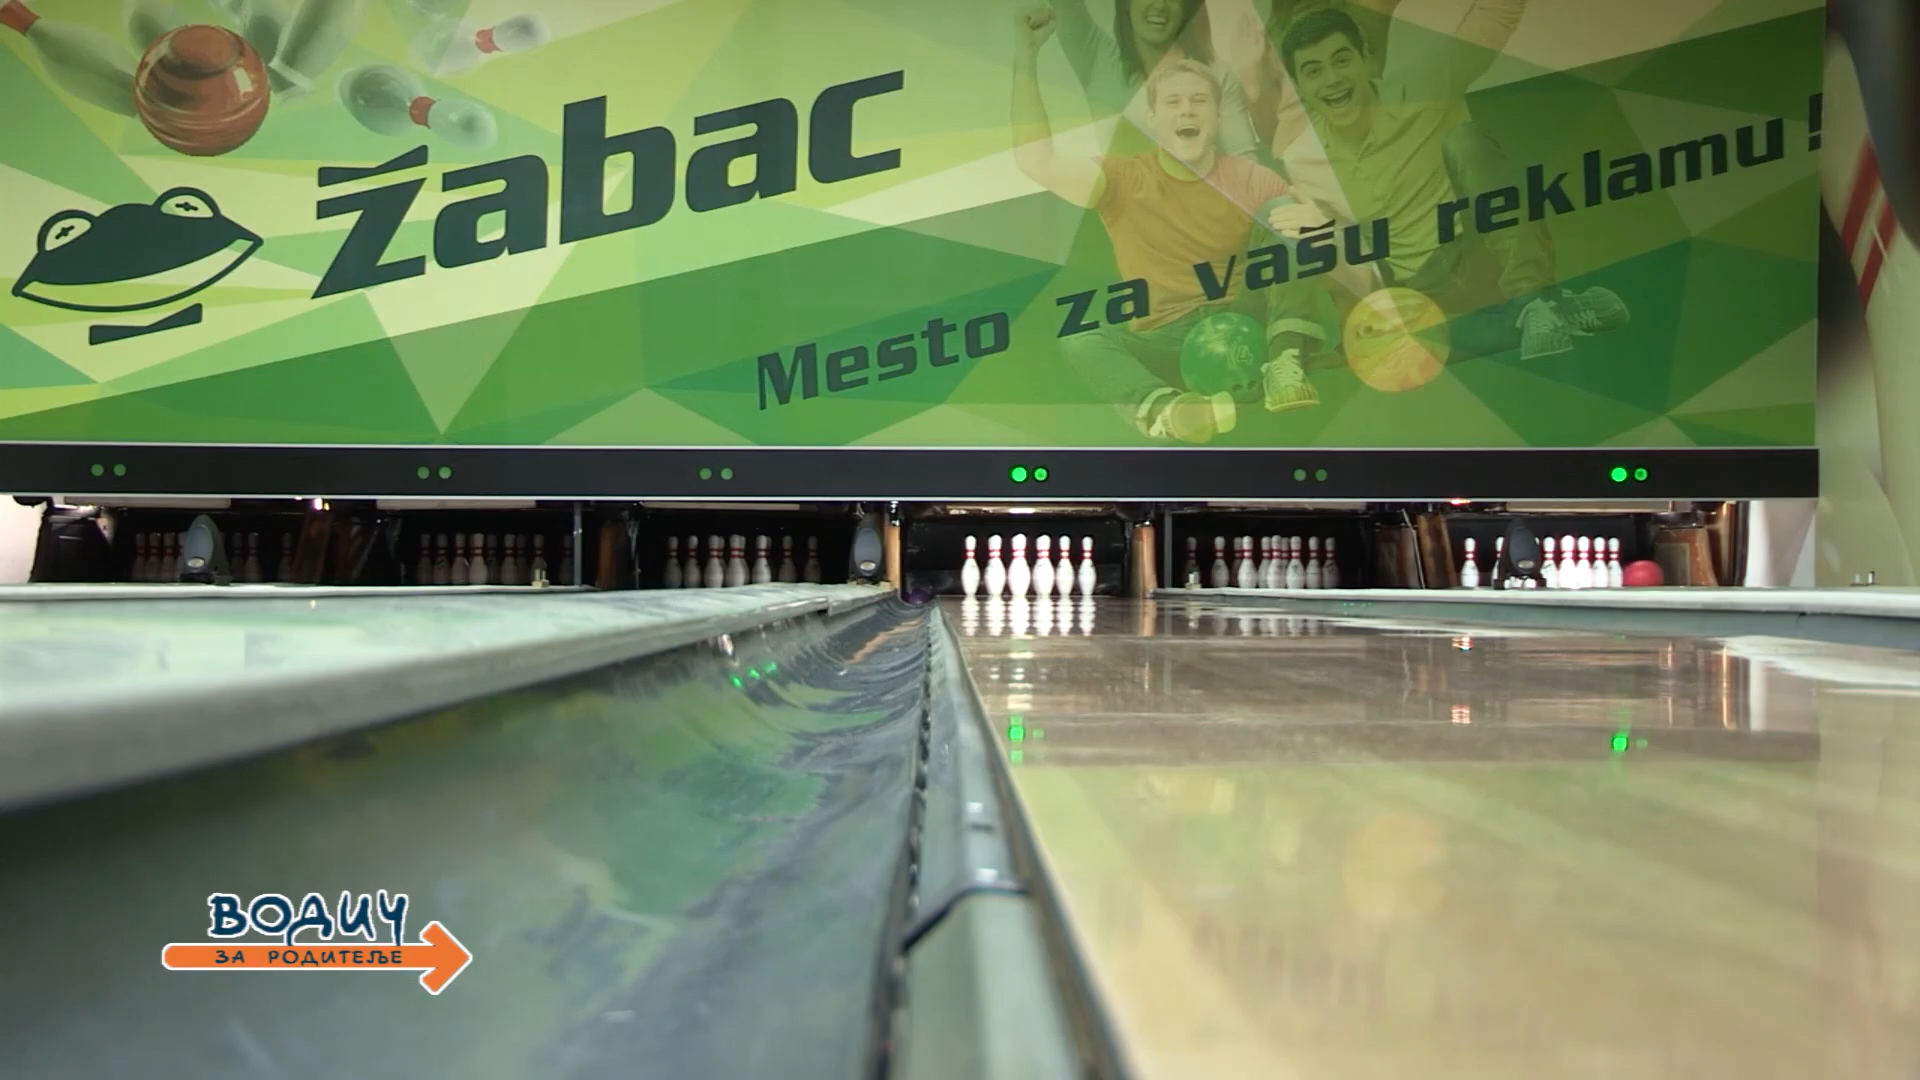 žabac
Mesto za vašu reklamu!
ВОДИЧ
ЗА РОДИТЕЉЕ